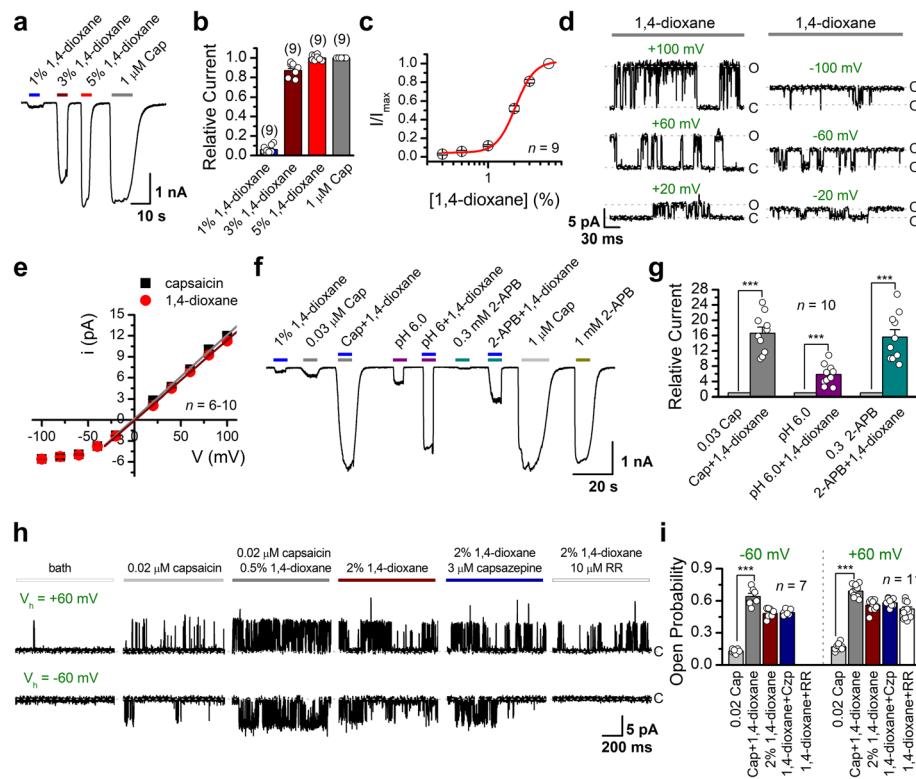 a
1% 1,4-dioxane
3% 1,4-dioxane
5% 1,4-dioxane
1 μM Cap
1 nA
10 s
b
Relative Current
1.0
0.8
0.6
0.4
0.2
0.0
(9)
(9)
(9)
(9)
1% 1,4-dioxane
3% 1,4-dioxane
5% 1,4-dioxane
1 μM Cap
c
I/Imax
1.0
0.8
0.6
0.4
0.2
0.0
n = 9
1
[1,4-dioxane] (%)
d
1,4-dioxane
1,4-dioxane
+100 mV
O
C
-100 mV
C
O
+60 mV
O
C
-60 mV
C
O
+20 mV
O
C
-20 mV
C
O
5 pA
30 ms
e
capsaicin
1,4-dioxane
i (pA)
15
12
9
6
3
0
-3
-6
-100
-50
0
50
100
n = 6-10
V (mV)
f
1% 1,4-dioxane
0.03 μM Cap
Cap+1,4-dioxane
pH 6.0
pH 6+1,4-dioxane
0.3 mM 2-APB
2-APB+1,4-dioxane
1 μM Cap
1 mM 2-APB
1 nA
20 s
g
Relative Current
28
24
20
16
12
8
4
0
***
n = 10
***
***
0.03 Cap
Cap+1,4-dioxane
pH 6.0
pH 6.0+1,4-dioxane
0.3 2-APB
2-APB+1,4-dioxane
h
bath
0.02 μM capsaicin
0.02 μM capsaicin
0.5% 1,4-dioxane
2% 1,4-dioxane
2% 1,4-dioxane
3 μM capsazepine
2% 1,4-dioxane
10 μM RR
Vh = +60 mV
C
Vh = -60 mV
C
5 pA
200 ms
i
-60 mV
+60 mV
Open Probability
0.9
0.6
0.3
0.0
***
n = 7
***
0.02 Cap
Cap+1,4-dioxane
2% 1,4-dioxane
1,4-dioxane+Czp
1,4-dioxane+RR
0.02 Cap
Cap+1,4-dioxane
2% 1,4-dioxane
1,4-dioxane+Czp
1,4-dioxane+RR